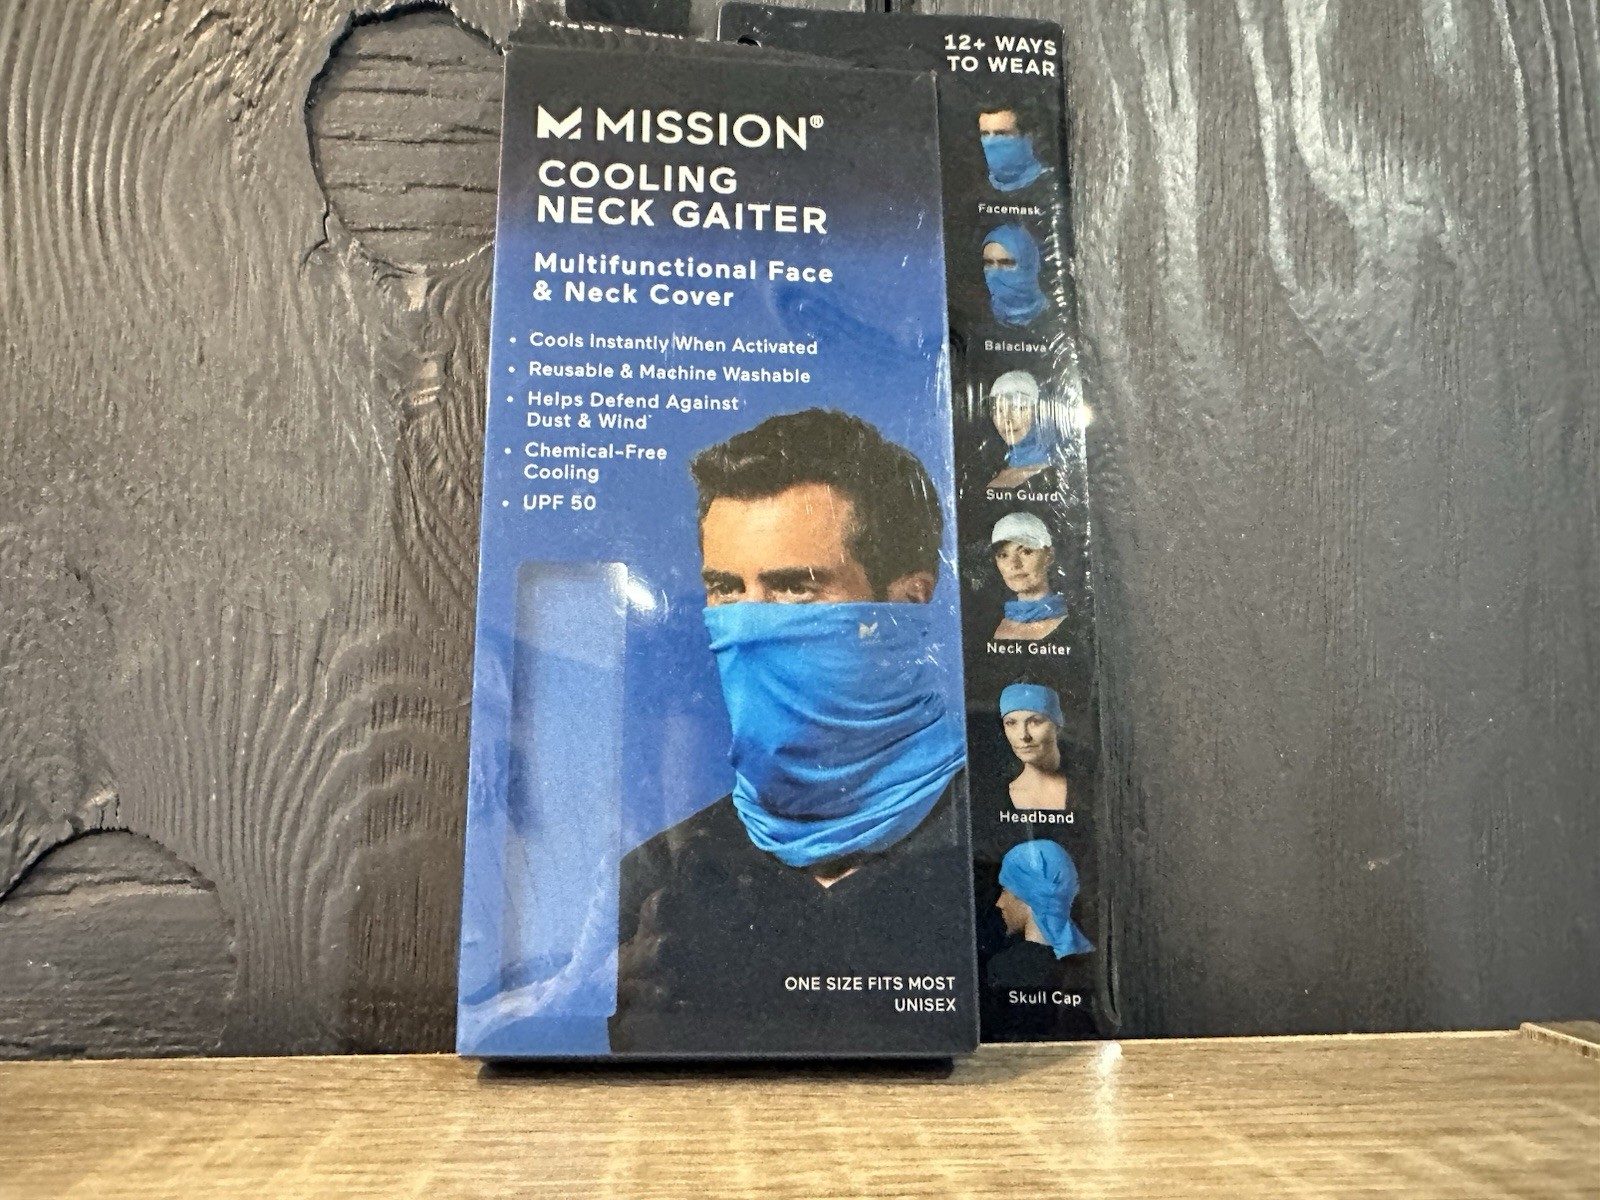 MISSION®
COOLING
NECK GAITER
Multifunctional Face
& Neck Cover
• Cools Instantly When Activated
• Reusable & Machine Washable
• Helps Defend Against
Dust & Wind*
• Chemical-Free
Cooling
• UPF 50
ONE SIZE FITS MOST
UNISEX
12+ WAYS
TO WEAR
Facemask
Balaclava
Sun Guard
Neck Gaiter
Headband
Skull Cap